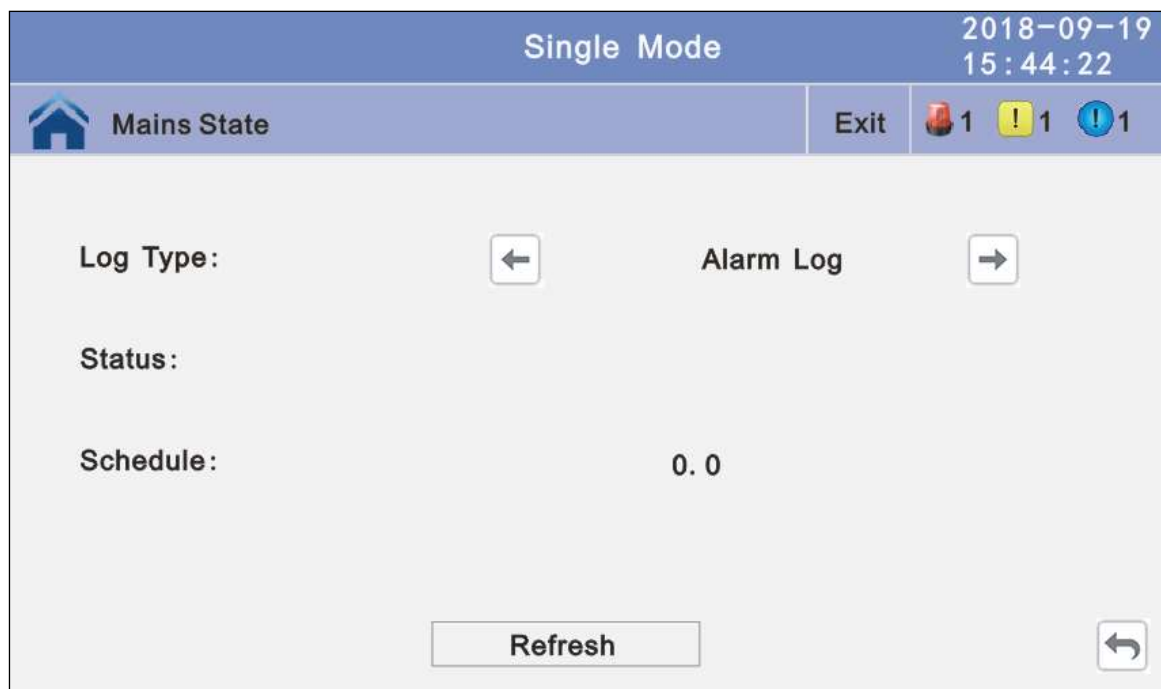 Single Mode
2018-09-19
15:44:22
Mains State
Exit
1
! 1
! 1
Log Type:
Alarm Log
Status:
Schedule:
0.0
Refresh